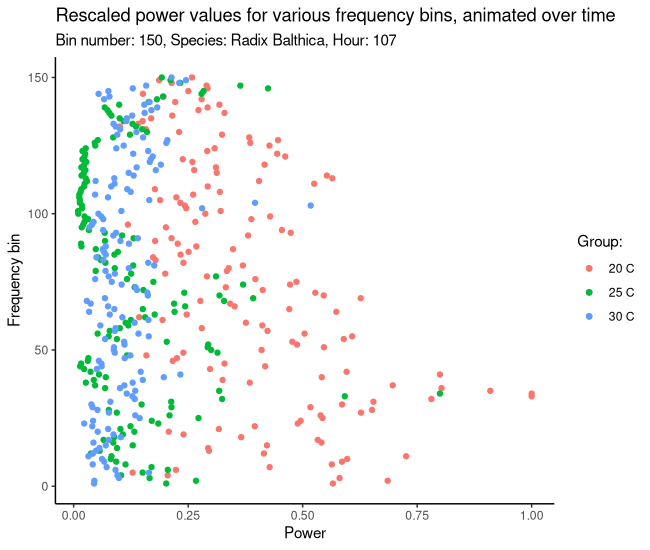 Rescaled power values for various frequency bins, animated over time
Bin number: 150, Species: Radix Balthica, Hour: 107
150
100
50
0
Frequency bin
0.00 0.25 0.50 0.75 1.00
Power
Group:
20 C
25 C
30 C